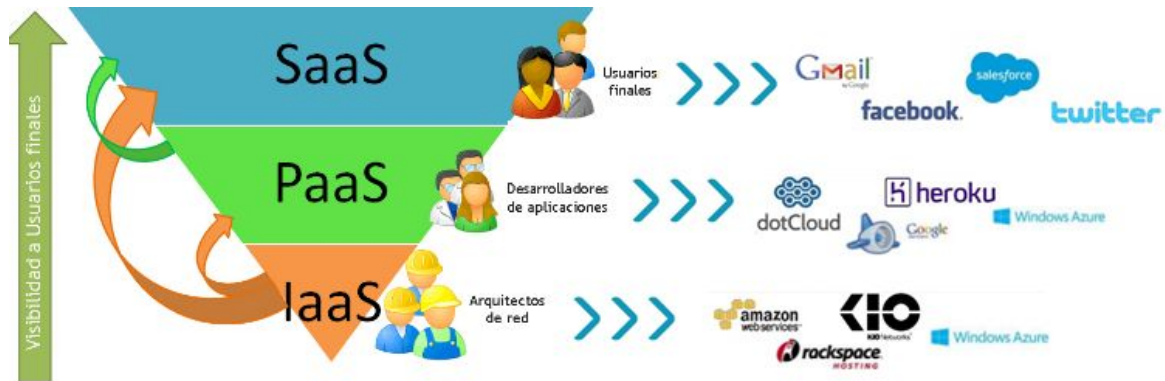 Visibilidad a Usuarios finales
SaaS
Usuarios
finales
GMail
by Google
salesforce
facebook.
twitter
PaaS
Desarrolladores
de aplicaciones
dotCloud
heroku
Google
Windows Azure
IaaS
Arquitectos
de red
amazon
webservices™
KIO
KIO Networks
rackspace.
HOSTING
Windows Azure